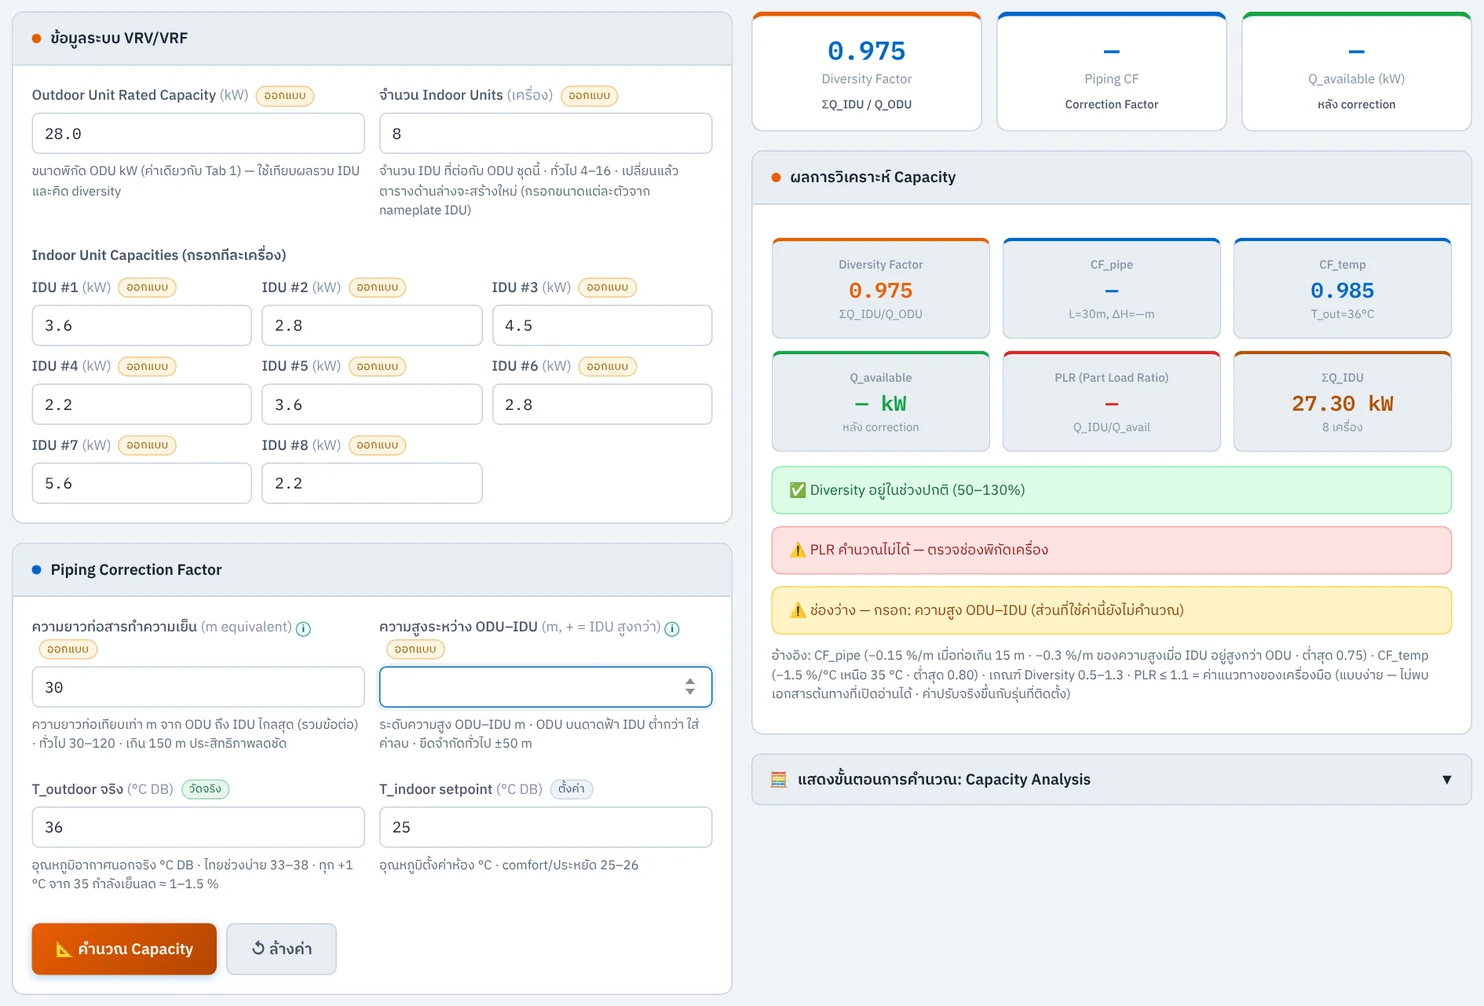 ข้อมูลระบบ VRV/VRF
Outdoor Unit Rated Capacity (kW) ออกแบบ
28.0
ขนาดพิกัด ODU kW (ค่าเดียวกับ Tab 1) — ใช้เทียบผลรวม IDU
และคิด diversity
จำนวน Indoor Units (เครื่อง) ออกแบบ
8
จำนวน IDU ที่ต่อกับ ODU ชุดนี้ · ทั่วไป 4–16 · เปลี่ยนแล้ว
ตารางด้านล่างจะสร้างใหม่ (กรอกขนาดแต่ละตัวจาก
nameplate IDU)
Indoor Unit Capacities (กรอกทีละเครื่อง)
IDU #1 (kW) ออกแบบ
3.6
IDU #2 (kW) ออกแบบ
2.8
IDU #3 (kW) ออกแบบ
4.5
IDU #4 (kW) ออกแบบ
2.2
IDU #5 (kW) ออกแบบ
3.6
IDU #6 (kW) ออกแบบ
2.8
IDU #7 (kW) ออกแบบ
5.6
IDU #8 (kW) ออกแบบ
2.2
Piping Correction Factor
ความยาวท่อสารทำความเย็น (m equivalent) i
ออกแบบ
30
ความยาวท่อเทียบเท่า m จาก ODU ถึง IDU ไกลสุด (รวมข้อต่อ)
· ทั่วไป 30–120 · เกิน 150 m ประสิทธิภาพลดชัด
ความสูงระหว่าง ODU–IDU (m, + = IDU สูงกว่า) i
ออกแบบ
ระดับความสูง ODU–IDU m · ODU บนดาดฟ้า IDU ต่ำกว่า ใส่
ค่าลบ · ขีดจำกัดทั่วไป ±50 m
T_outdoor จริง (°C DB) วัดจริง
36
อุณหภูมิอากาศนอกจริง °C DB · ไทยช่วงบ่าย 33–38 · ทุก +1
°C จาก 35 กำลังเย็นลด ≈ 1–1.5 %
T_indoor setpoint (°C DB) ตั้งค่า
25
อุณหภูมิตั้งค่าห้อง °C · comfort/ประหยัด 25–26
📐 คำนวณ Capacity
↺ ล้างค่า
0.975
Diversity Factor
ΣQ_IDU / Q_ODU
—
Piping CF
Correction Factor
—
Q_available (kW)
หลัง correction
ผลการวิเคราะห์ Capacity
Diversity Factor
0.975
ΣQ_IDU/Q_ODU
CF_pipe
—
L=30m, ΔH=—m
CF_temp
0.985
T_out=36°C
Q_available
— kW
หลัง correction
PLR (Part Load Ratio)
—
Q_IDU/Q_avail
ΣQ_IDU
27.30 kW
8 เครื่อง
✅ Diversity อยู่ในช่วงปกติ (50–130%)
⚠️ PLR คำนวณไม่ได้ — ตรวจช่องพิกัดเครื่อง
⚠️ ช่องว่าง — กรอก: ความสูง ODU–IDU (ส่วนที่ใช้ค่านี้ยังไม่คำนวณ)
อ้างอิง: CF_pipe (−0.15 %/m เมื่อท่อเกิน 15 m · −0.3 %/m ของความสูงเมื่อ IDU อยู่สูงกว่า ODU · ต่ำสุด 0.75) · CF_temp
(−1.5 %/°C เหนือ 35 °C · ต่ำสุด 0.80) · เกณฑ์ Diversity 0.5–1.3 · PLR ≤ 1.1 = ค่าแนวทางของเครื่องมือ (แบบง่าย — ไม่พบ
เอกสารต้นทางที่เปิดอ่านได้ · ค่าปรับจริงขึ้นกับรุ่นที่ติดตั้ง)
🧮 แสดงขั้นตอนการคำนวณ: Capacity Analysis ▼